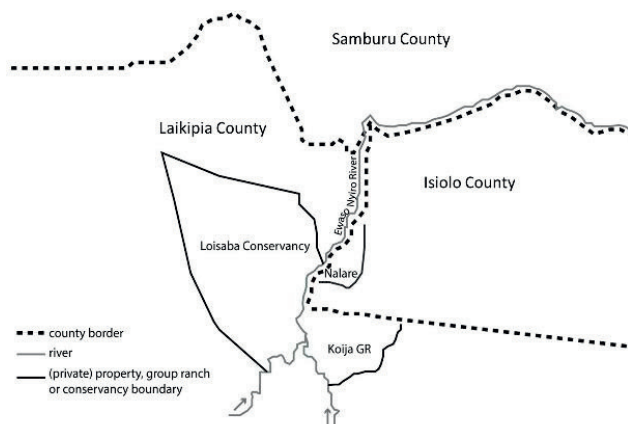 Samburu County
Laikipia County
Ewaso Nyiro River
Isiolo County
Loisaba Conservancy
Nalare
county border
river
Koija GR
(private) property, group ranch
or conservancy boundary